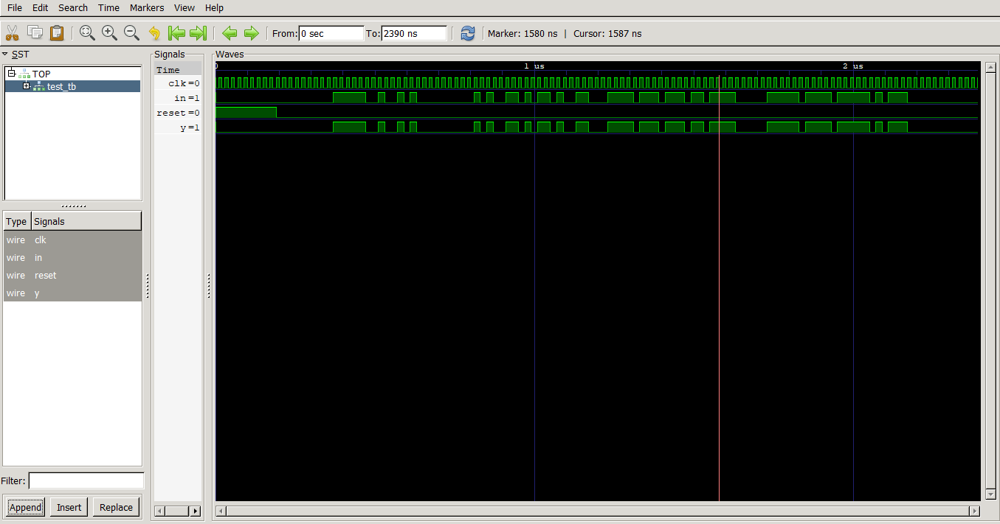 File Edit Search Time Markers View Help
From: 0 sec To: 2390 ns Marker: 1580 ns | Cursor: 1587 ns
SST
TOP
test_tb
Type Signals
wire clk
wire in
wire reset
wire y
Filter:
Append Insert Replace
Signals
Time
clk=0
in=1
reset=0
y=1
Waves
0 1 us 2 us